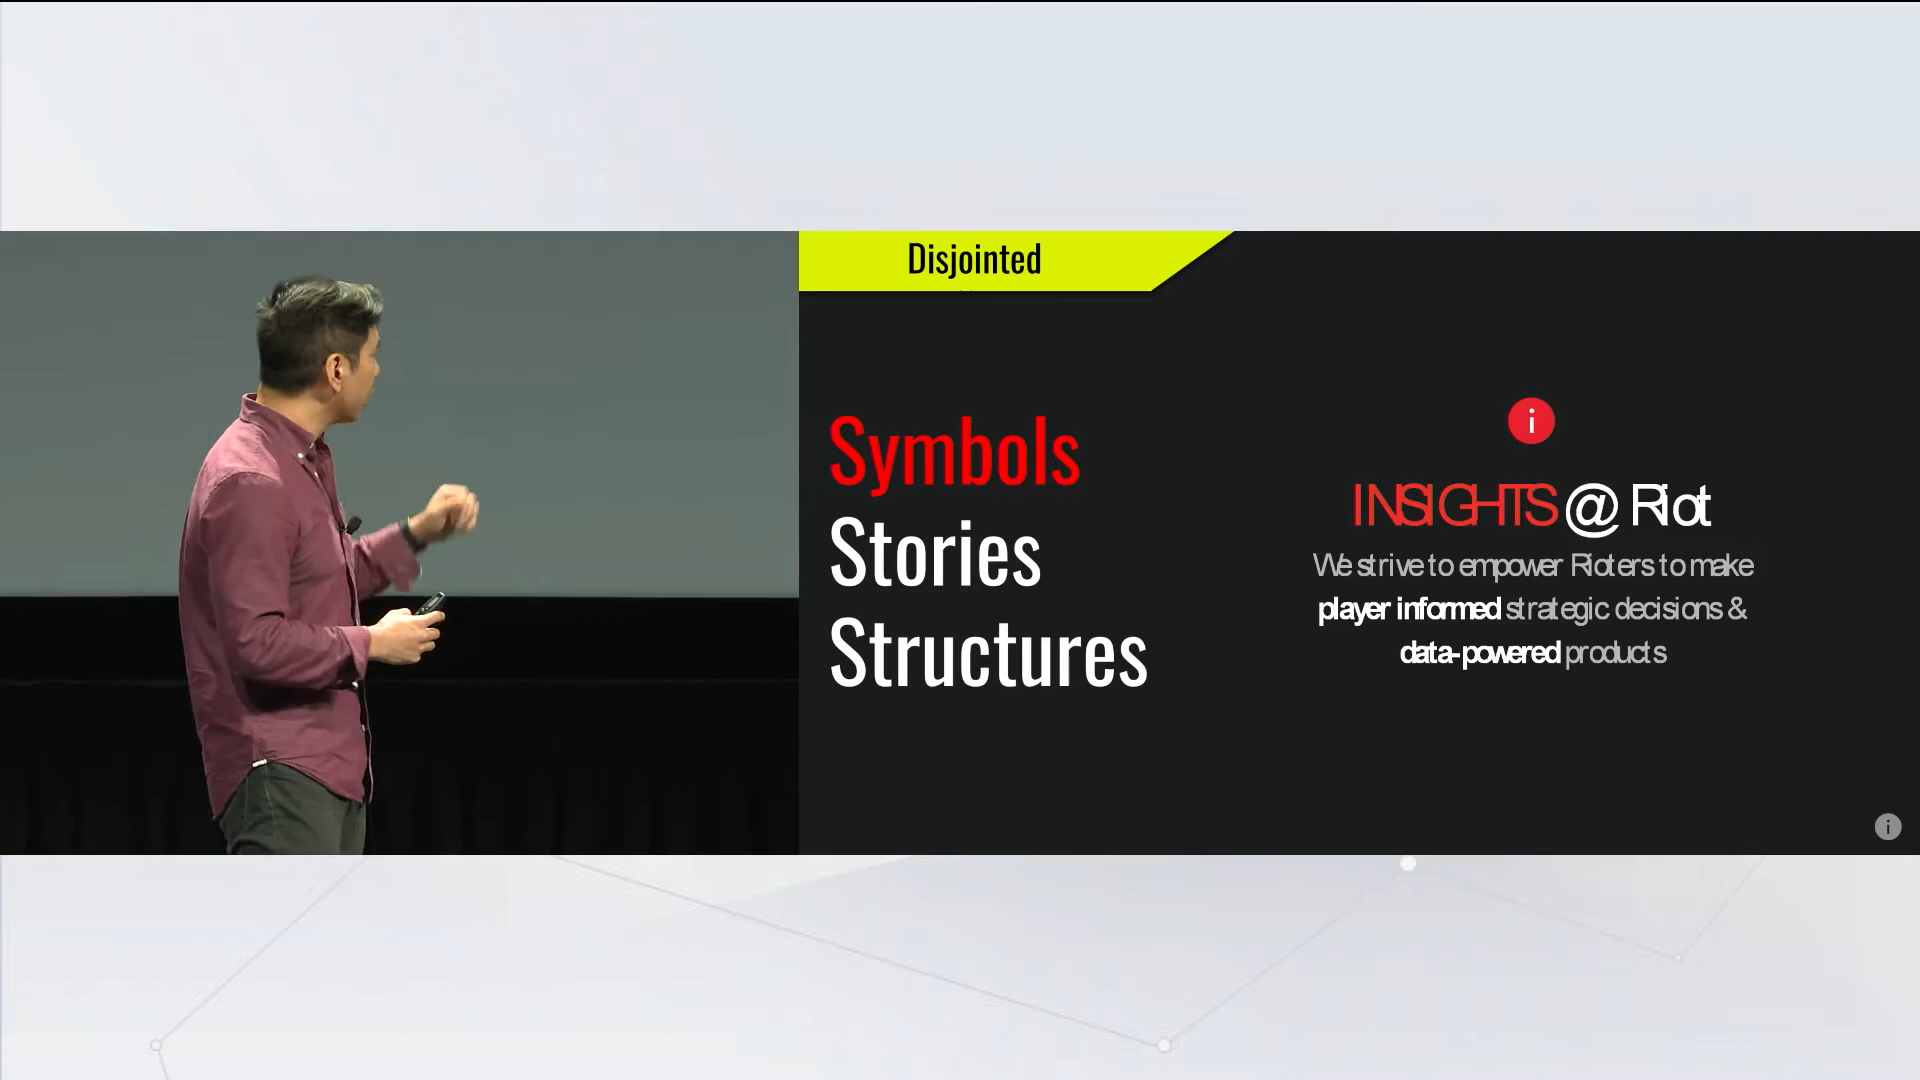 Disjointed
Symbols
Stories
Structures
i
INSIGHTS @ Riot
We strive to empower Rioters to make
player informed strategic decisions &
data-powered products
i